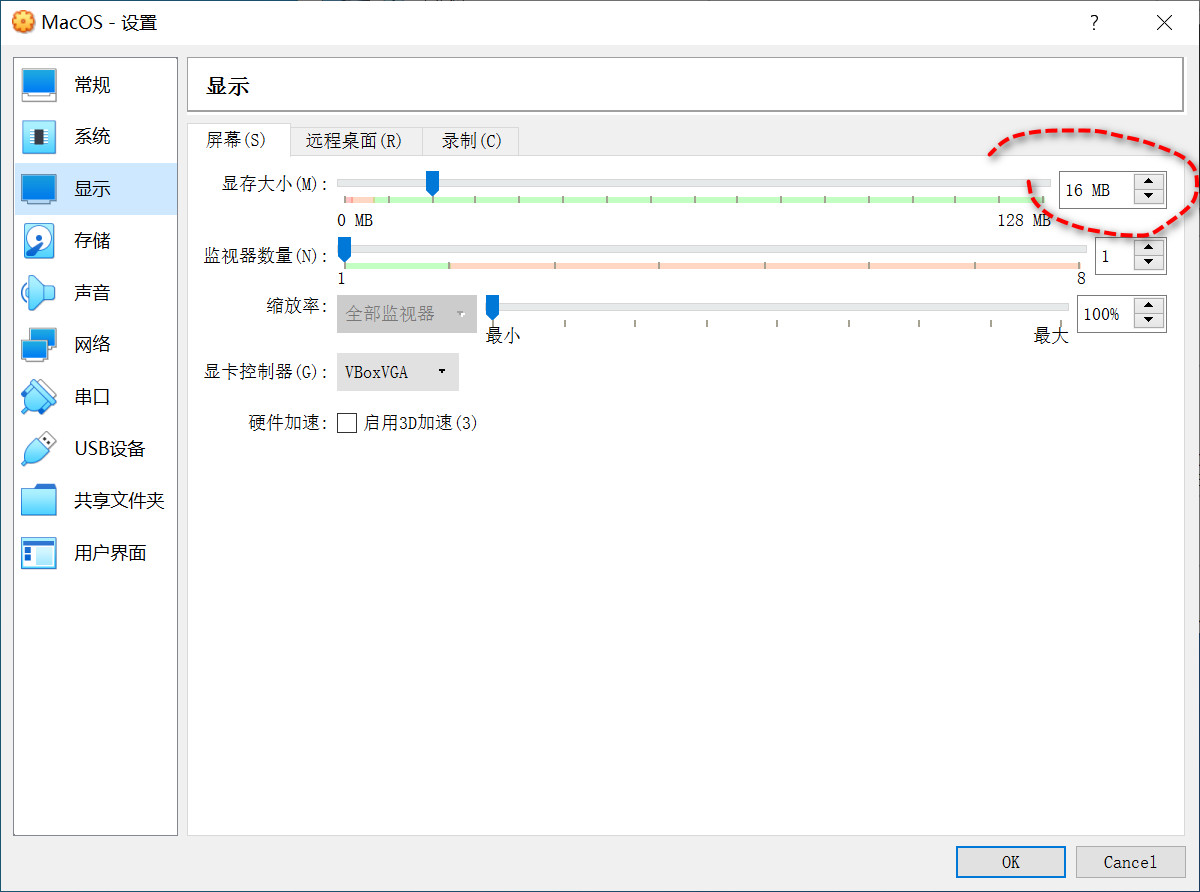 MacOS - 设置
?
常规
系统
显示
存储
声音
网络
串口
USB设备
共享文件夹
用户界面
显示
屏幕(S) 远程桌面(R) 录制(C)
显存大小(M): 16 MB
0 MB 128 MB
监视器数量(N): 1
1 8
缩放率: 全部监视器 100%
最小 最大
显卡控制器(G): VBoxVGA
硬件加速: 启用3D加速(3)
OK Cancel